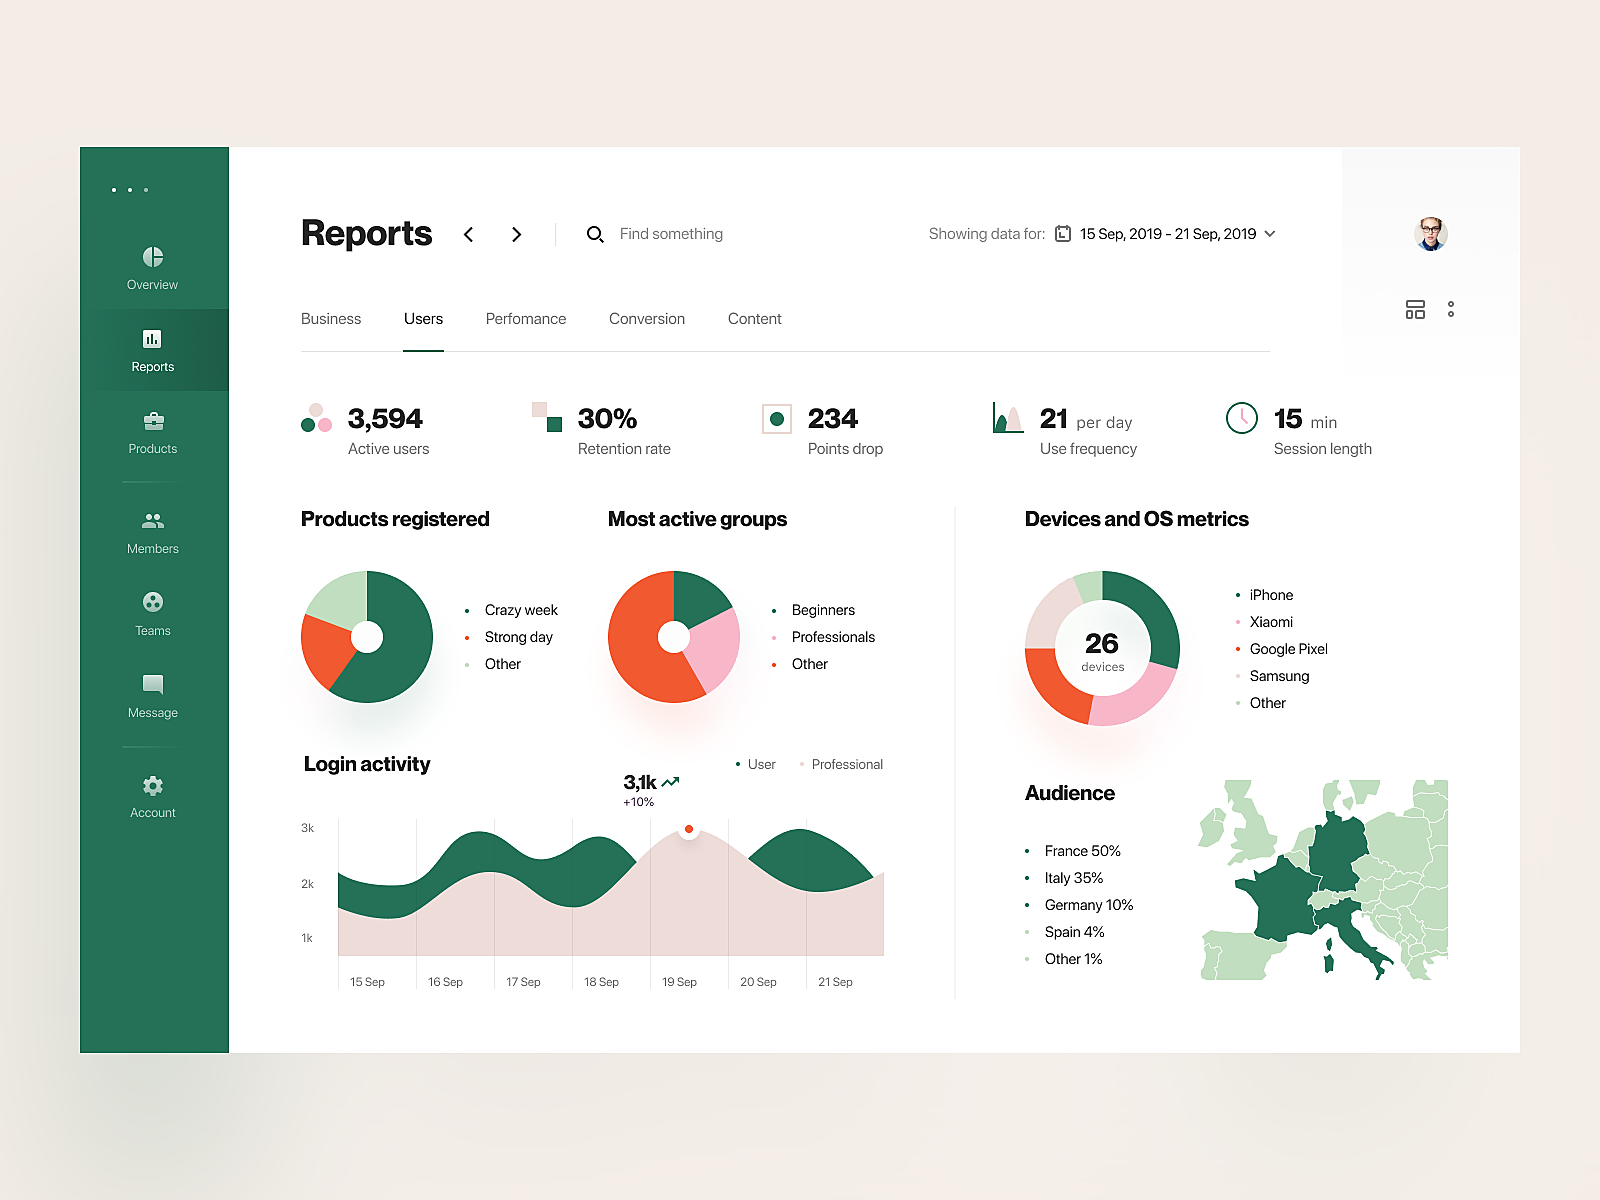 Overview
Reports
Products
Members
Teams
Message
Account
Reports
Find something
Showing data for: 15 Sep, 2019 - 21 Sep, 2019
Business Users Perfomance Conversion Content
3,594
Active users
30%
Retention rate
234
Points drop
21 per day
Use frequency
15 min
Session length
Products registered
Crazy week
Strong day
Other
Most active groups
Beginners
Professionals
Other
Devices and OS metrics
26
devices
iPhone
Xiaomi
Google Pixel
Samsung
Other
Login activity
User Professional
3,1k
+10%
3k
2k
1k
15 Sep 16 Sep 17 Sep 18 Sep 19 Sep 20 Sep 21 Sep
Audience
France 50%
Italy 35%
Germany 10%
Spain 4%
Other 1%